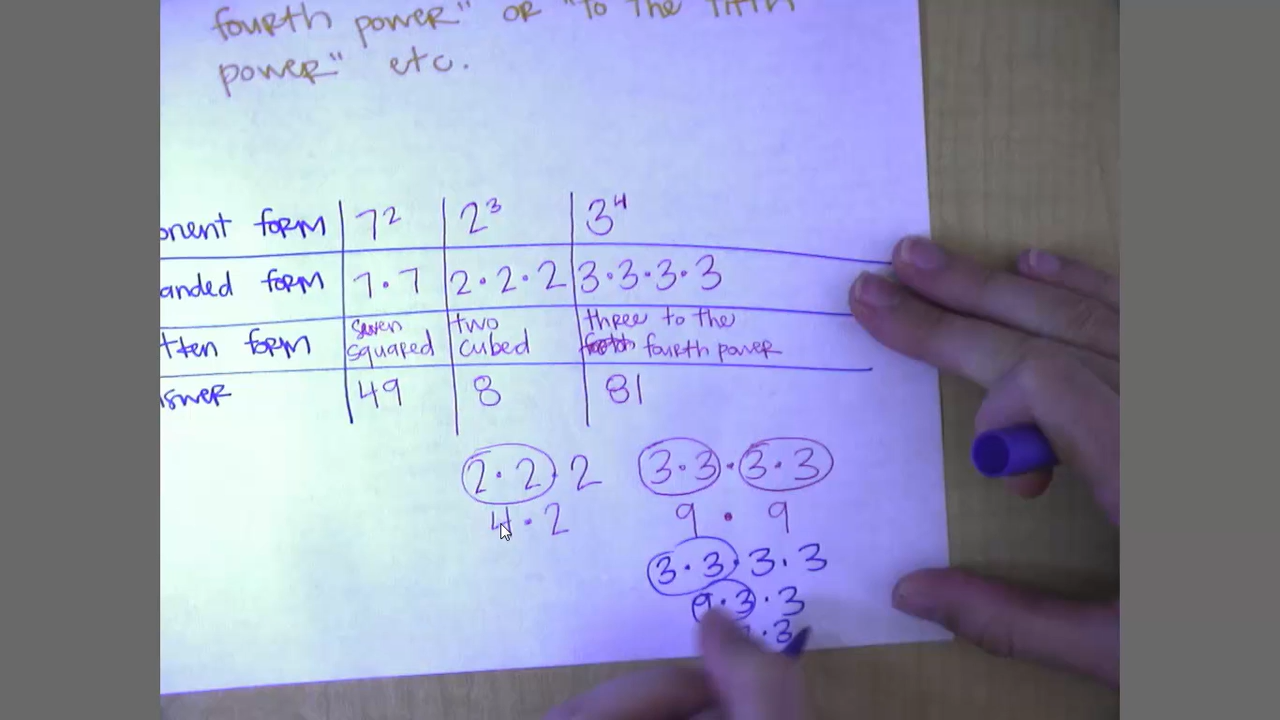 fourth power" or "to the fifth
power" etc.
onent form 7² 2³ 3⁴
anded form 7·7 2·2·2 3·3·3·3
tten form seven squared two cubed three to the fourth power
swer 49 8 81
2·2·2 3·3·3·3
4·2 9·9
3·3·3·3
9·3·3
·3